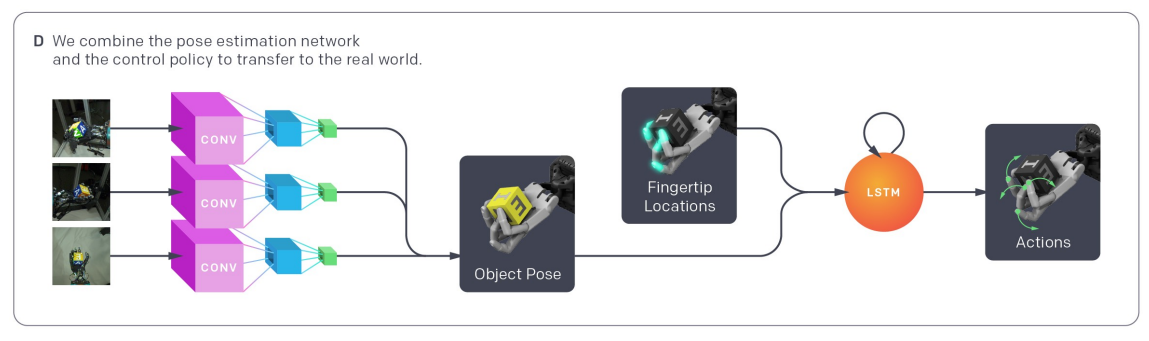 D We combine the pose estimation network
and the control policy to transfer to the real world.
CONV
CONV
CONV
Object Pose
Fingertip
Locations
LSTM
Actions